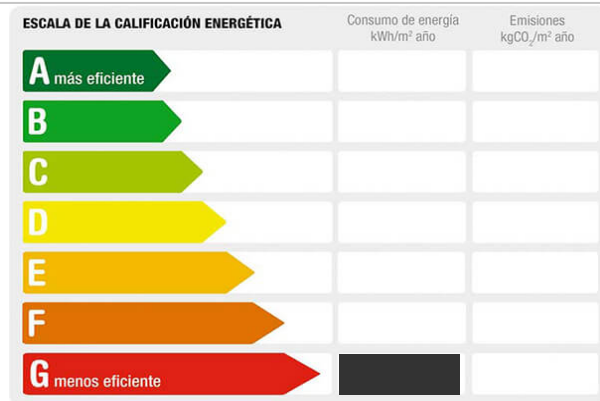 ESCALA DE LA CALIFICACIÓN ENERGÉTICA
Consumo de energía
kWh/m² año
Emisiones
kgCO₂/m² año
A más eficiente
B
C
D
E
F
G menos eficiente